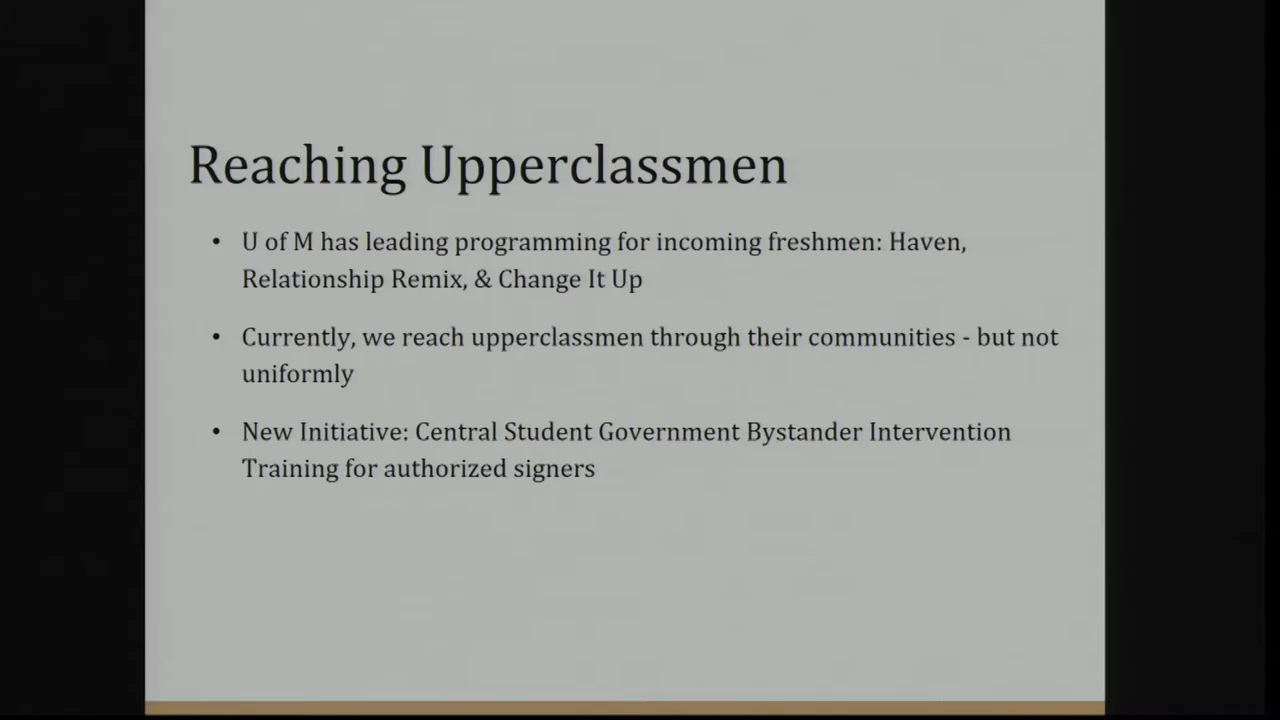 Reaching Upperclassmen
• U of M has leading programming for incoming freshmen: Haven,
Relationship Remix, & Change It Up
• Currently, we reach upperclassmen through their communities - but not
uniformly
• New Initiative: Central Student Government Bystander Intervention
Training for authorized signers